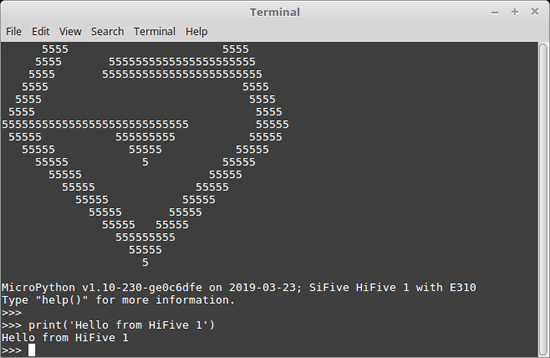 Terminal
File Edit View Search Terminal Help
      5555                       5555
     5555       5555555555555555555555
    5555       555555555555555555555555
   5555                             5555
  5555                               5555
 5555                                 5555
5555555555555555555555555555          55555
 55555           555555555           55555
   55555           55555           55555
     55555           5           55555
       55555                   55555
         55555               55555
           55555           55555
             55555       55555
               55555   55555
                 555555555
                   55555
                     5
MicroPython v1.10-230-ge0c6dfe on 2019-03-23; SiFive HiFive 1 with E310
Type "help()" for more information.
>>>
>>> print('Hello from HiFive 1')
Hello from HiFive 1
>>>